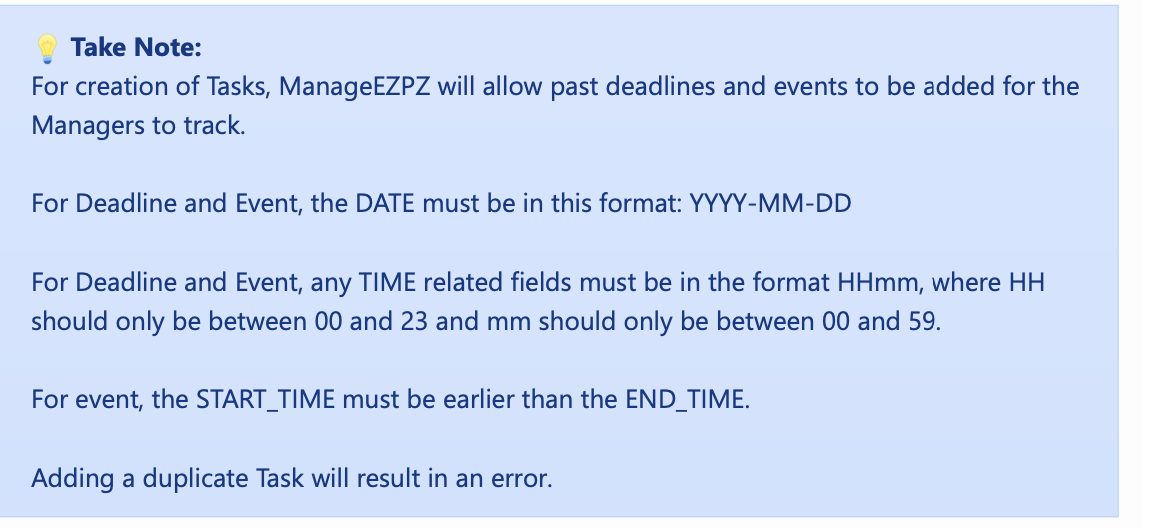 💡 Take Note:
For creation of Tasks, ManageEZPZ will allow past deadlines and events to be added for the
Managers to track.
For Deadline and Event, the DATE must be in this format: YYYY-MM-DD
For Deadline and Event, any TIME related fields must be in the format HHmm, where HH
should only be between 00 and 23 and mm should only be between 00 and 59.
For event, the START_TIME must be earlier than the END_TIME.
Adding a duplicate Task will result in an error.